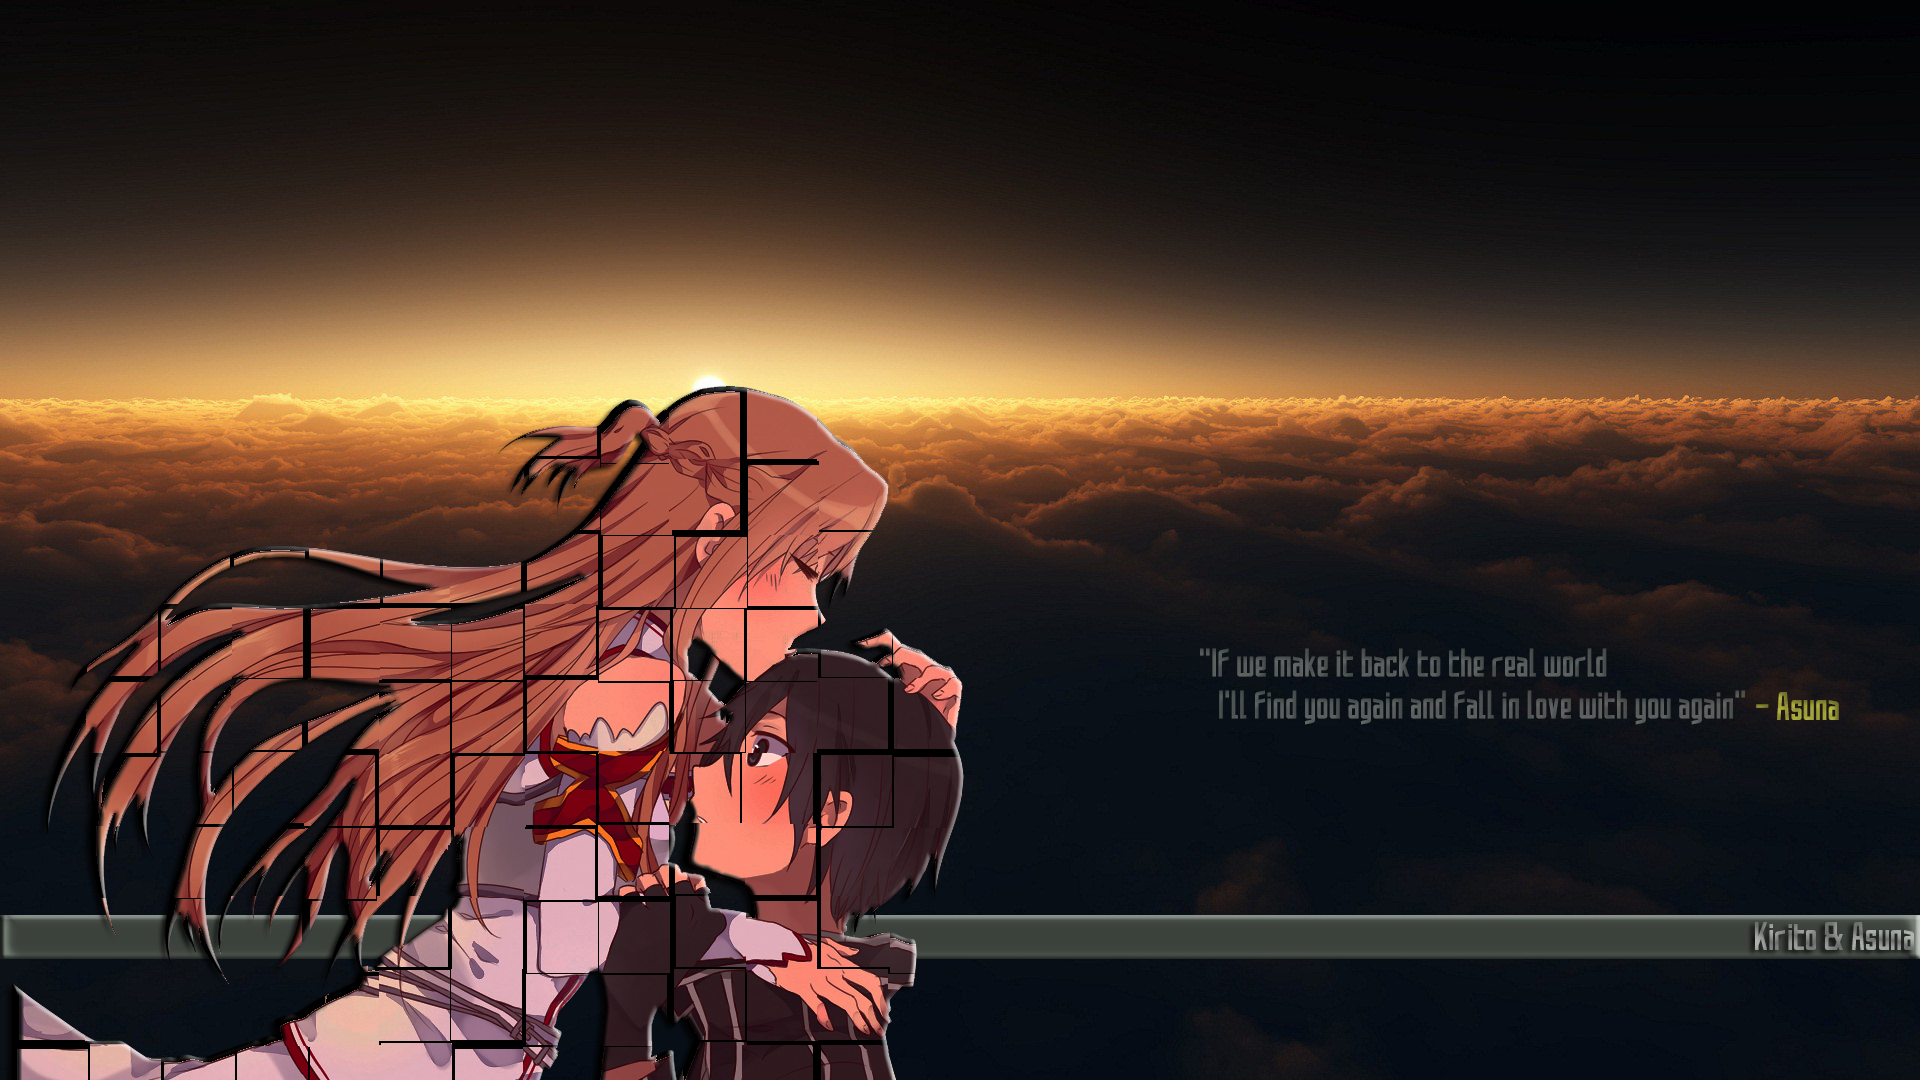 "If we make it back to the real world
I'll Find you again and Fall in love with you again" - Asuna
Kirito & Asuna